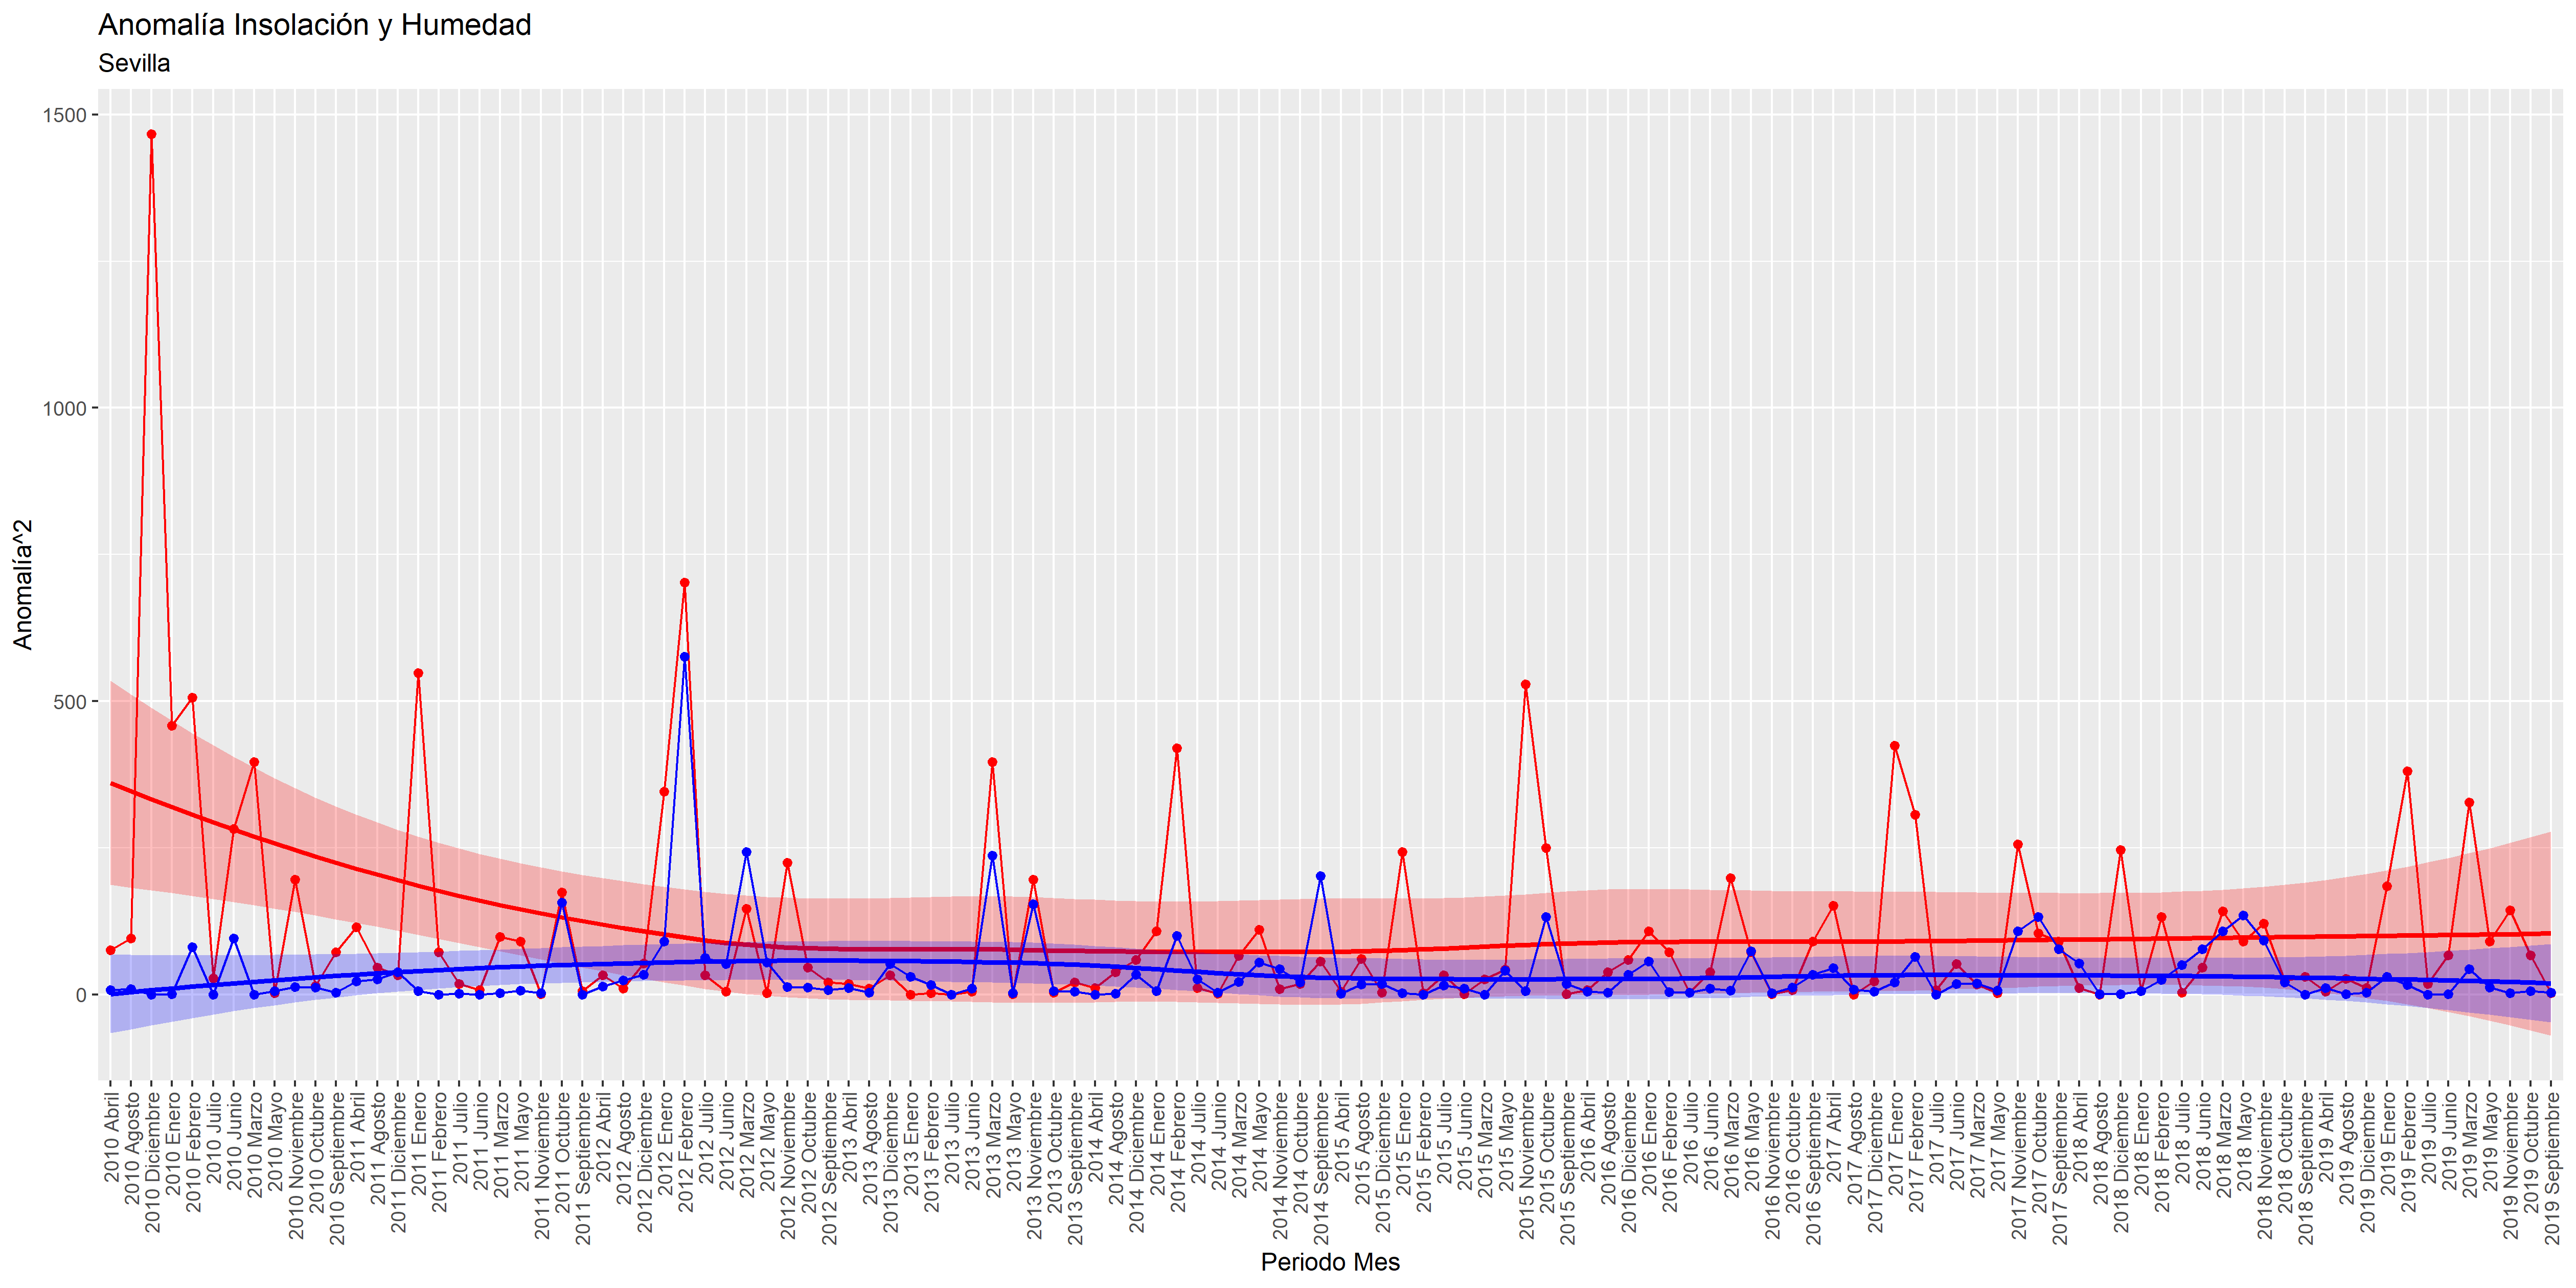 Anomalía Insolación y Humedad
Sevilla
Anomalía^2
1500
1000
500
0
2010 Abril
2010 Agosto
2010 Diciembre
2010 Enero
2010 Febrero
2010 Julio
2010 Junio
2010 Marzo
2010 Mayo
2010 Noviembre
2010 Octubre
2010 Septiembre
2011 Abril
2011 Agosto
2011 Diciembre
2011 Enero
2011 Febrero
2011 Julio
2011 Junio
2011 Marzo
2011 Mayo
2011 Noviembre
2011 Octubre
2011 Septiembre
2012 Abril
2012 Agosto
2012 Diciembre
2012 Enero
2012 Febrero
2012 Julio
2012 Junio
2012 Marzo
2012 Mayo
2012 Noviembre
2012 Octubre
2012 Septiembre
2013 Abril
2013 Agosto
2013 Diciembre
2013 Enero
2013 Febrero
2013 Julio
2013 Junio
2013 Marzo
2013 Mayo
2013 Noviembre
2013 Octubre
2013 Septiembre
2014 Abril
2014 Agosto
2014 Diciembre
2014 Enero
2014 Febrero
2014 Julio
2014 Junio
2014 Marzo
2014 Mayo
2014 Noviembre
2014 Octubre
2014 Septiembre
2015 Abril
2015 Agosto
2015 Diciembre
2015 Enero
2015 Febrero
2015 Julio
2015 Junio
2015 Marzo
2015 Mayo
2015 Noviembre
2015 Octubre
2015 Septiembre
2016 Abril
2016 Agosto
2016 Diciembre
2016 Enero
2016 Febrero
2016 Julio
2016 Junio
2016 Marzo
2016 Mayo
2016 Noviembre
2016 Octubre
2016 Septiembre
2017 Abril
2017 Agosto
2017 Diciembre
2017 Enero
2017 Febrero
2017 Julio
2017 Junio
2017 Marzo
2017 Mayo
2017 Noviembre
2017 Octubre
2017 Septiembre
2018 Abril
2018 Agosto
2018 Diciembre
2018 Enero
2018 Febrero
2018 Julio
2018 Junio
2018 Marzo
2018 Mayo
2018 Noviembre
2018 Octubre
2018 Septiembre
2019 Abril
2019 Agosto
2019 Diciembre
2019 Enero
2019 Febrero
2019 Julio
2019 Junio
2019 Marzo
2019 Mayo
2019 Noviembre
2019 Octubre
2019 Septiembre
Periodo Mes